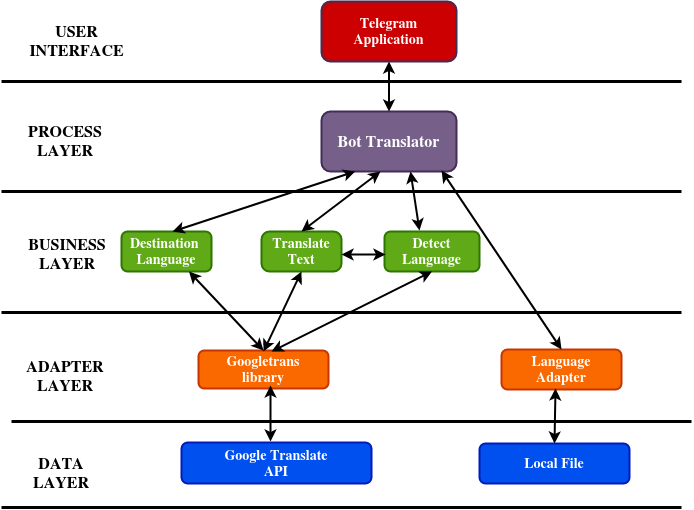 USER
INTERFACE
Telegram
Application
PROCESS
LAYER
Bot Translator
BUSINESS
LAYER
Destination
Language
Translate
Text
Detect
Language
ADAPTER
LAYER
Googletrans
library
Language
Adapter
DATA
LAYER
Google Translate
API
Local File